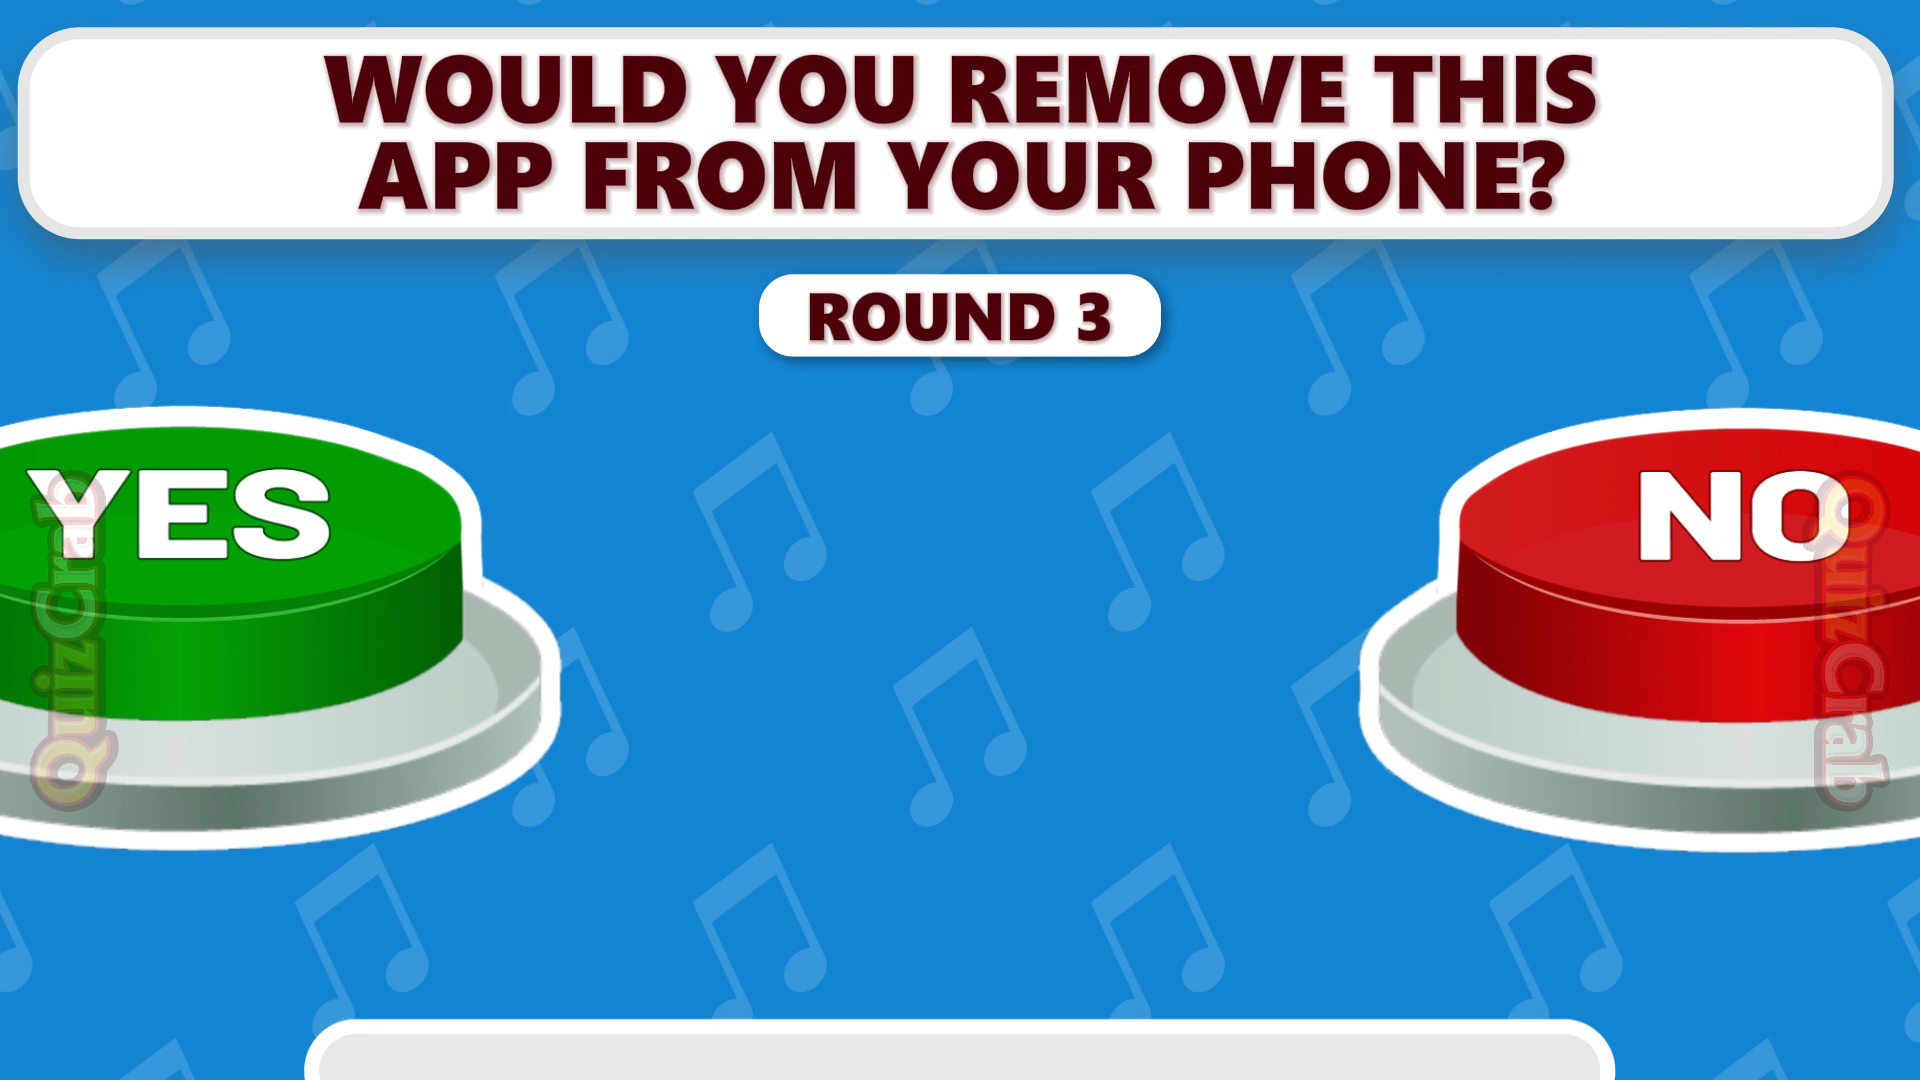 WOULD YOU REMOVE THIS
APP FROM YOUR PHONE?
ROUND 3
YES
NO
QuizCrab
QuizCrab